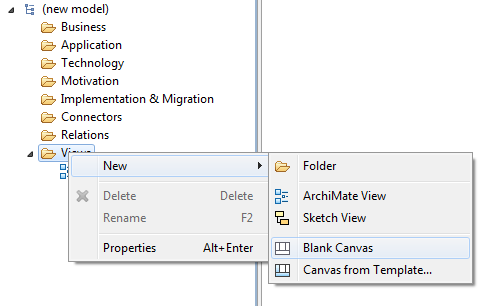 (new model)
Business
Application
Technology
Motivation
Implementation & Migration
Connectors
Relations
Views
New
Delete Delete
Rename F2
Properties Alt+Enter
Folder
ArchiMate View
Sketch View
Blank Canvas
Canvas from Template...